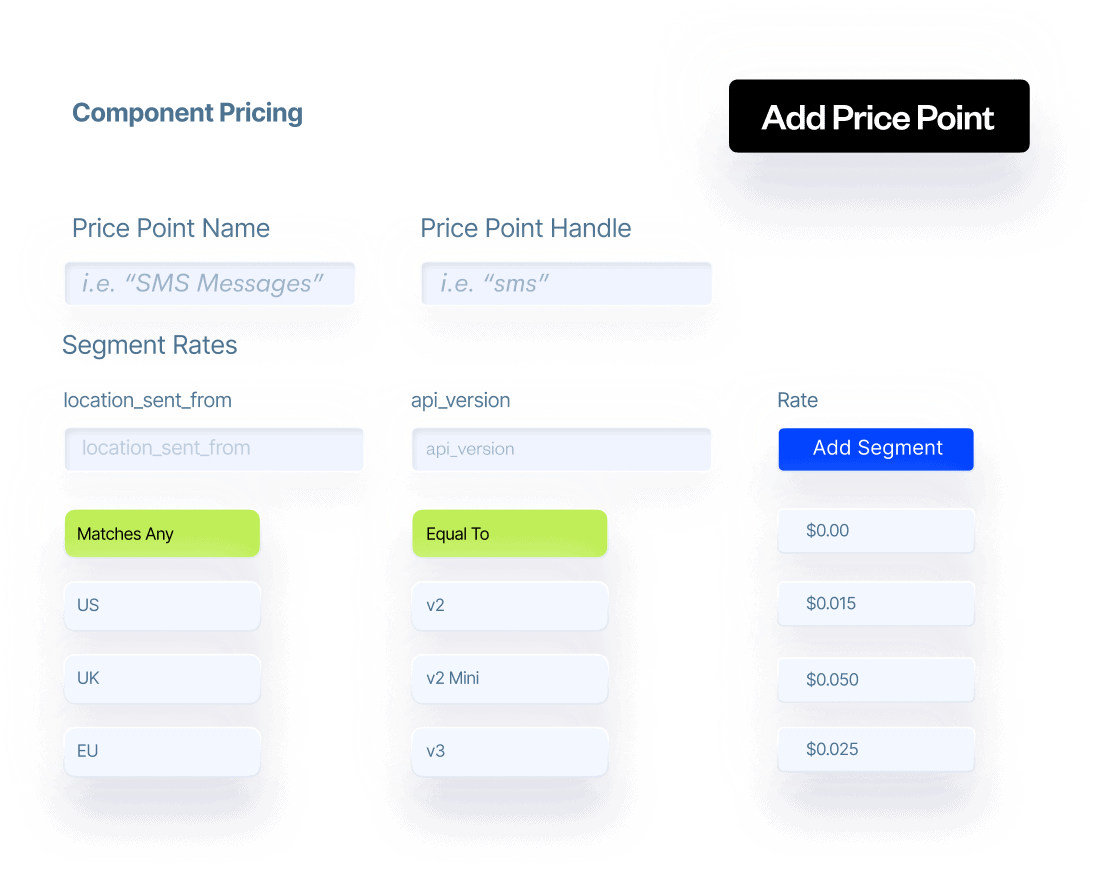 Component Pricing
Add Price Point
Price Point Name
Price Point Handle
i.e. “SMS Messages”
i.e. “sms”
Segment Rates
location_sent_from
api_version
Rate
location_sent_from
api_version
Add Segment
Matches Any
Equal To
$0.00
US
v2
$0.015
UK
v2 Mini
$0.050
EU
v3
$0.025